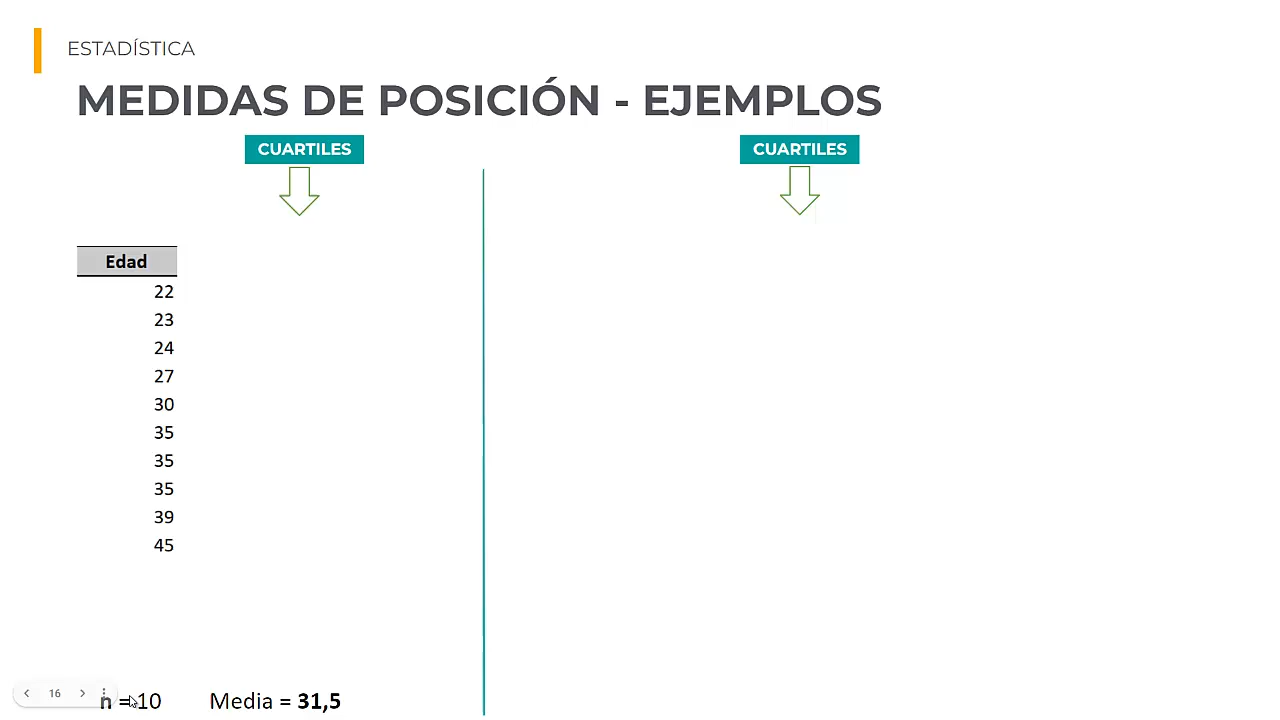 ESTADÍSTICA
MEDIDAS DE POSICIÓN - EJEMPLOS
CUARTILES
CUARTILES
Edad
22
23
24
27
30
35
35
35
39
45
16
n = 10
Media = 31,5